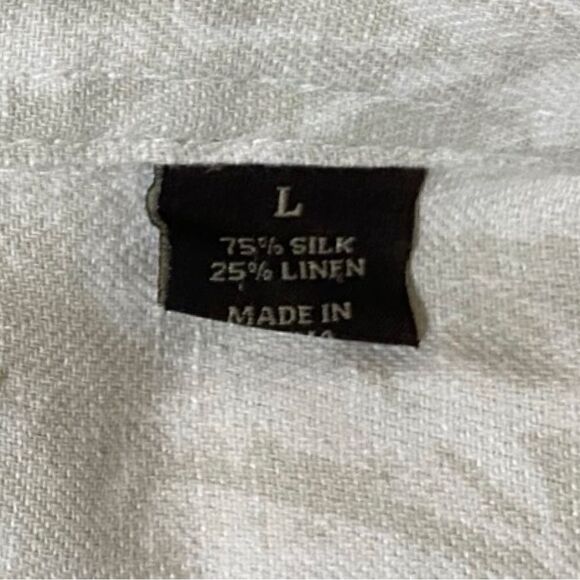 L
75% SILK
25% LINEN
MADE IN